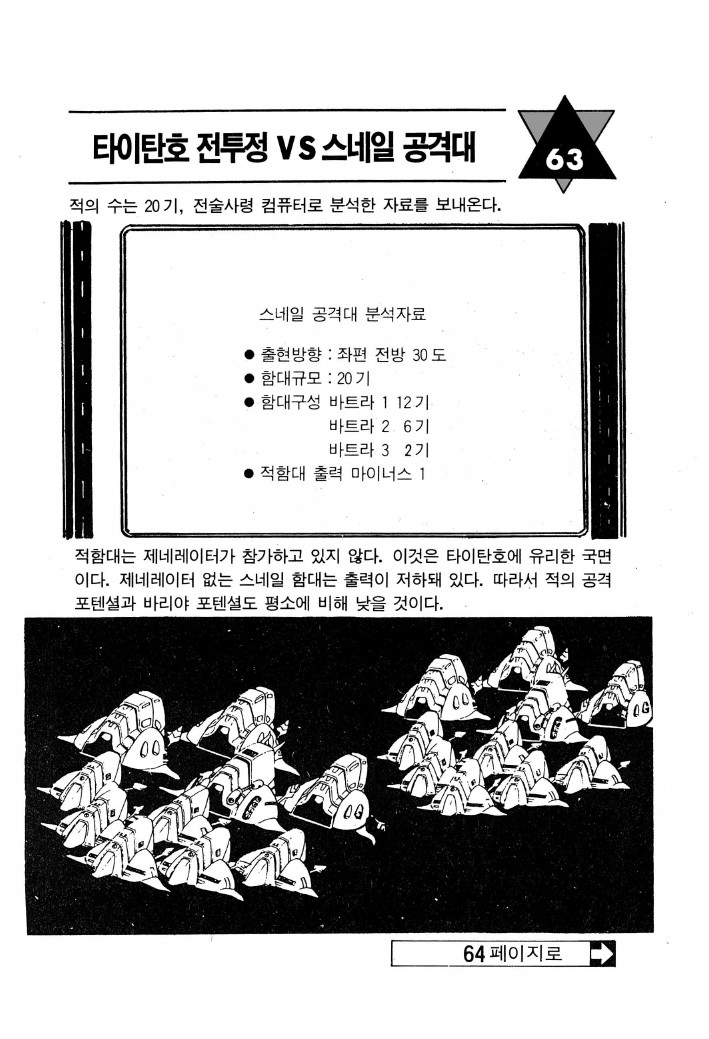 타이탄호 전투정 VS 스네일 공격대
63
적의 수는 20기, 전술사령 컴퓨터로 분석한 자료를 보내온다.
스네일 공격대 분석자료
● 출현방향 : 좌편 전방 30도
● 함대규모 : 20기
● 함대구성 바트라 1 12기
바트라 2 6기
바트라 3 2기
● 적함대 출력 마이너스 1
적함대는 제네레이터가 참가하고 있지 않다. 이것은 타이탄호에 유리한 국면
이다. 제네레이터 없는 스네일 함대는 출력이 저하돼 있다. 따라서 적의 공격
포텐셜과 바리야 포텐셜도 평소에 비해 낮을 것이다.
64 페이지로